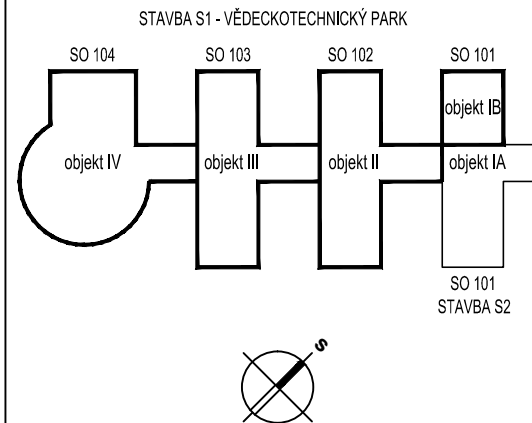 STAVBA S1 - VĚDECKOTECHNICKÝ PARK
SO 104 SO 103 SO 102 SO 101
objekt IB
objekt IV objekt III objekt II objekt IA
SO 101
STAVBA S2
S